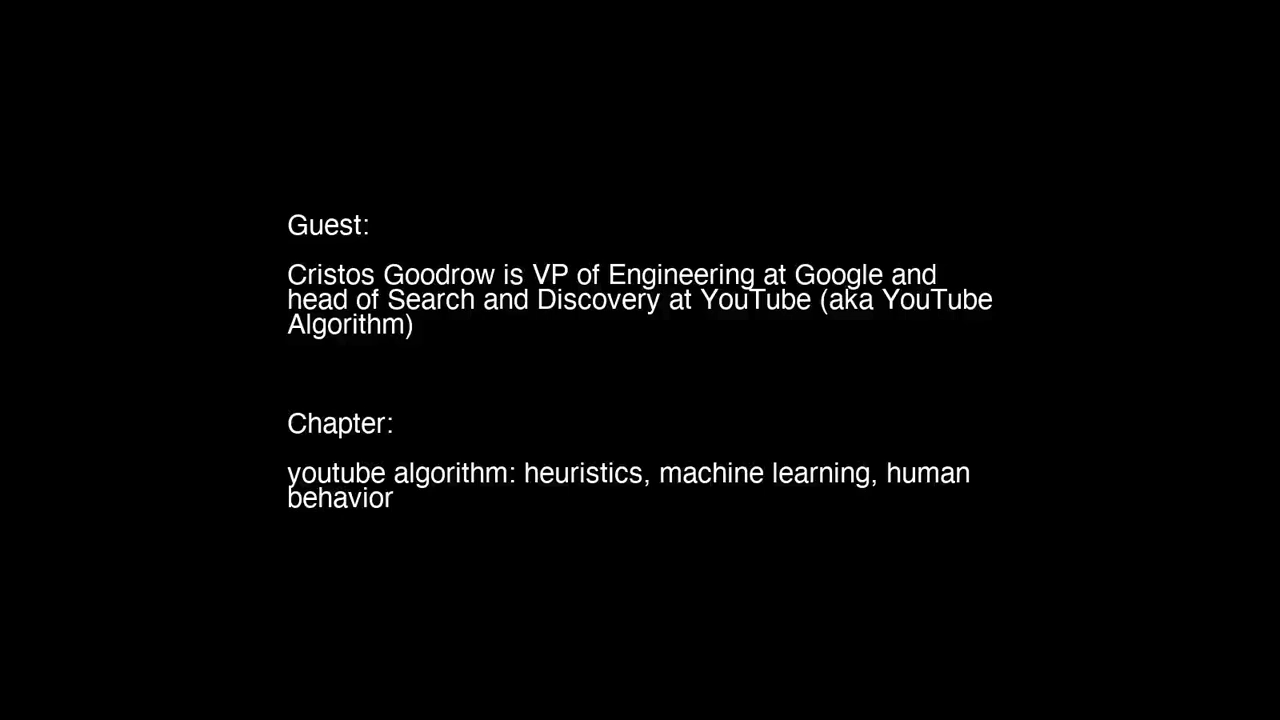 Guest:
Cristos Goodrow is VP of Engineering at Google and
head of Search and Discovery at YouTube (aka YouTube
Algorithm)
Chapter:
youtube algorithm: heuristics, machine learning, human
behavior